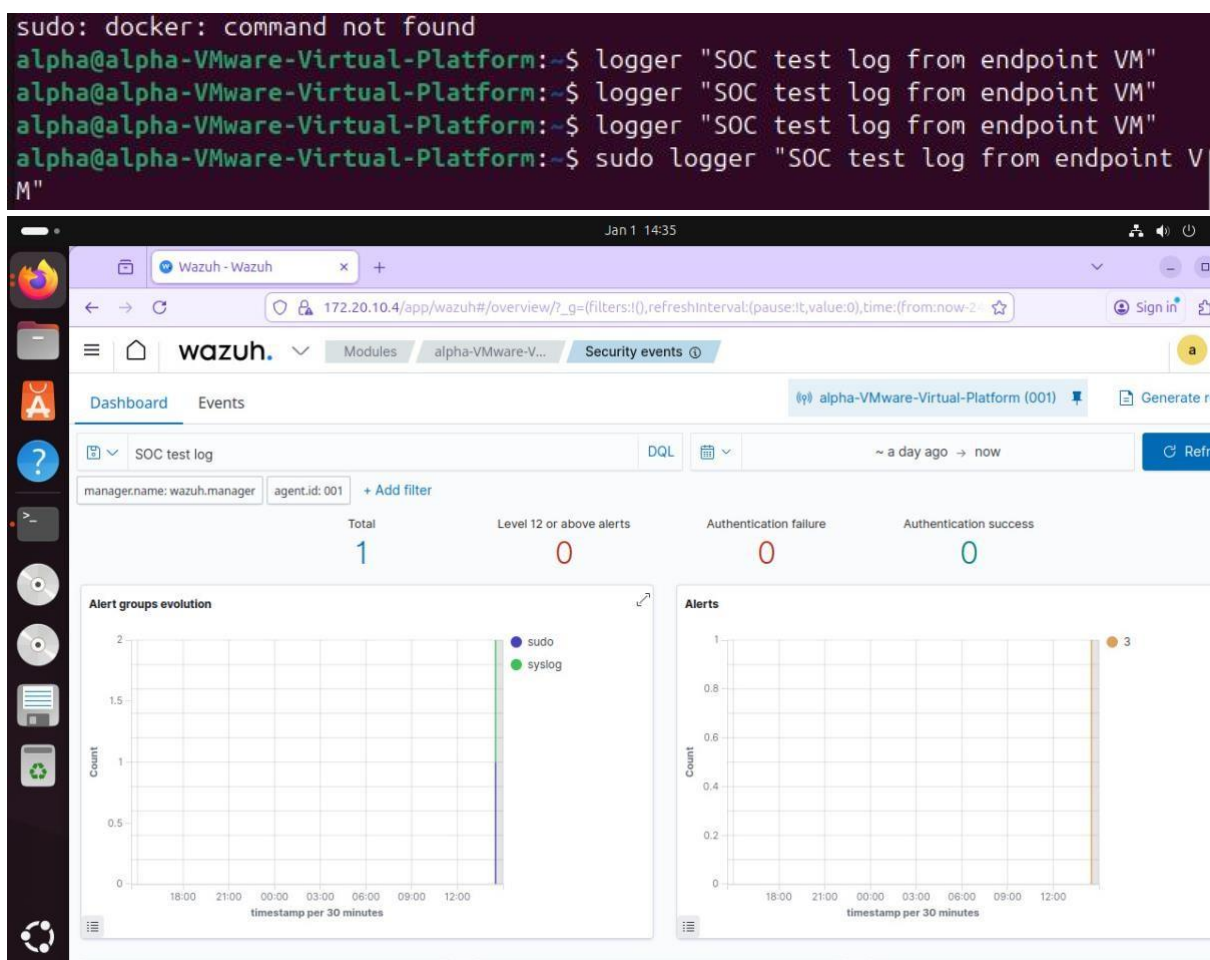 sudo: docker: command not found
alpha@alpha-VMware-Virtual-Platform:~$ logger "SOC test log from endpoint VM"
alpha@alpha-VMware-Virtual-Platform:~$ logger "SOC test log from endpoint VM"
alpha@alpha-VMware-Virtual-Platform:~$ logger "SOC test log from endpoint VM"
alpha@alpha-VMware-Virtual-Platform:~$ sudo logger "SOC test log from endpoint V
M"
Jan 1 14:35
Wazuh - Wazuh
172.20.10.4/app/wazuh#/overview/?_g=(filters:!(),refreshInterval:(pause:!t,value:0),time:(from:now-2
Sign in
wazuh. Modules alpha-VMware-V... Security events
a
Dashboard Events alpha-VMware-Virtual-Platform (001) Generate r
SOC test log DQL ~ a day ago → now Refr
manager.name: wazuh.manager agent.id: 001 + Add filter
Total Level 12 or above alerts Authentication failure Authentication success
1 0 0 0
Alert groups evolution
2
1.5
1
0.5
0
Count
18:00 21:00 00:00 03:00 06:00 09:00 12:00
timestamp per 30 minutes
sudo
syslog
Alerts
1
0.8
0.6
0.4
0.2
0
Count
18:00 21:00 00:00 03:00 06:00 09:00 12:00
timestamp per 30 minutes
3